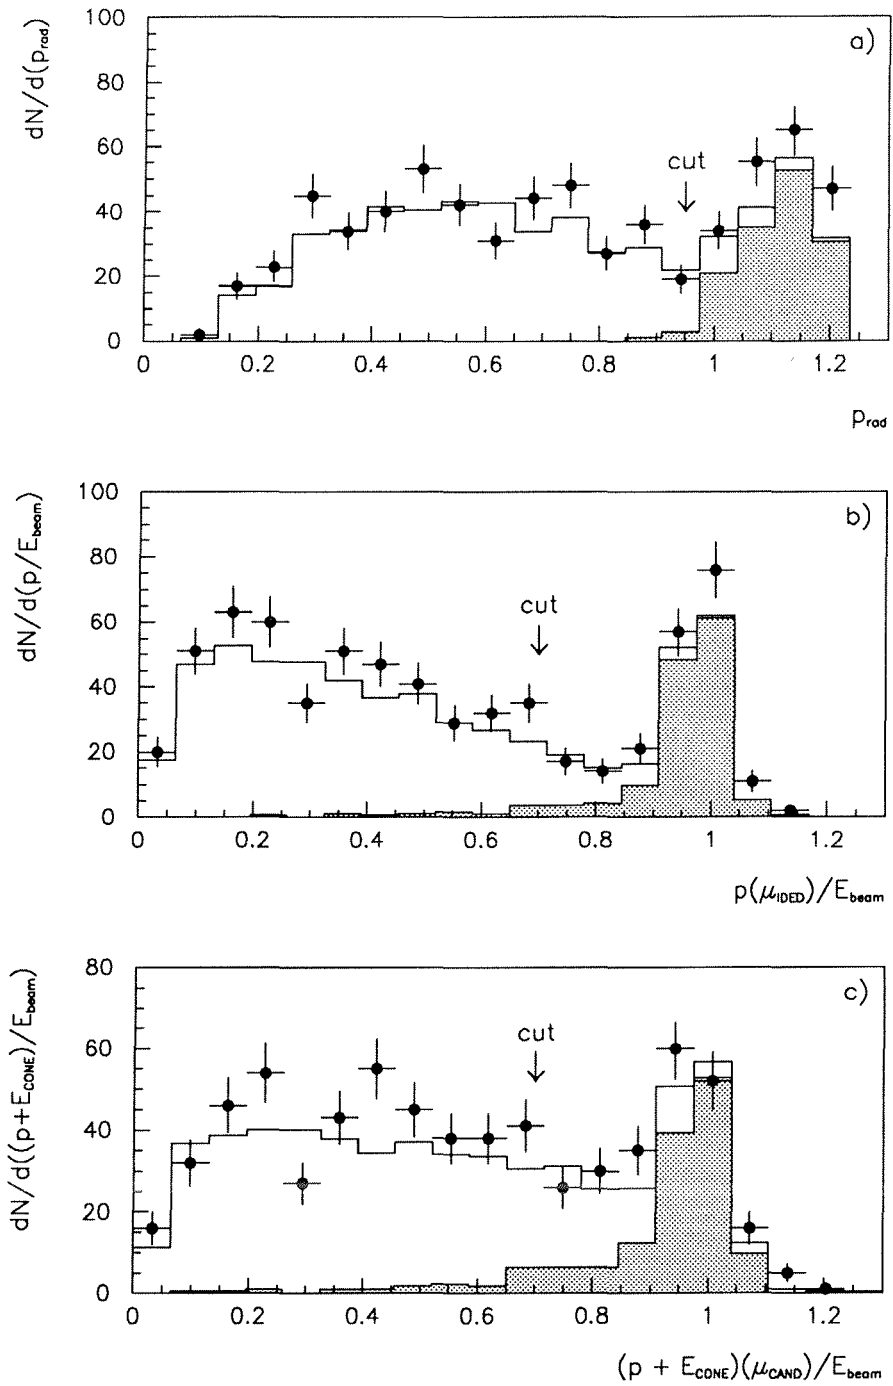 dN/d(p_rad)
100
80
60
40
20
0
a)
cut
0 0.2 0.4 0.6 0.8 1 1.2
p_rad
dN/d(p/E_beam)
100
80
60
40
20
0
b)
cut
0 0.2 0.4 0.6 0.8 1 1.2
p(μ_IDED)/E_beam
dN/d((p+E_CONE)/E_beam)
80
60
40
20
0
c)
cut
0 0.2 0.4 0.6 0.8 1 1.2
(p + E_CONE)(μ_CAND)/E_beam